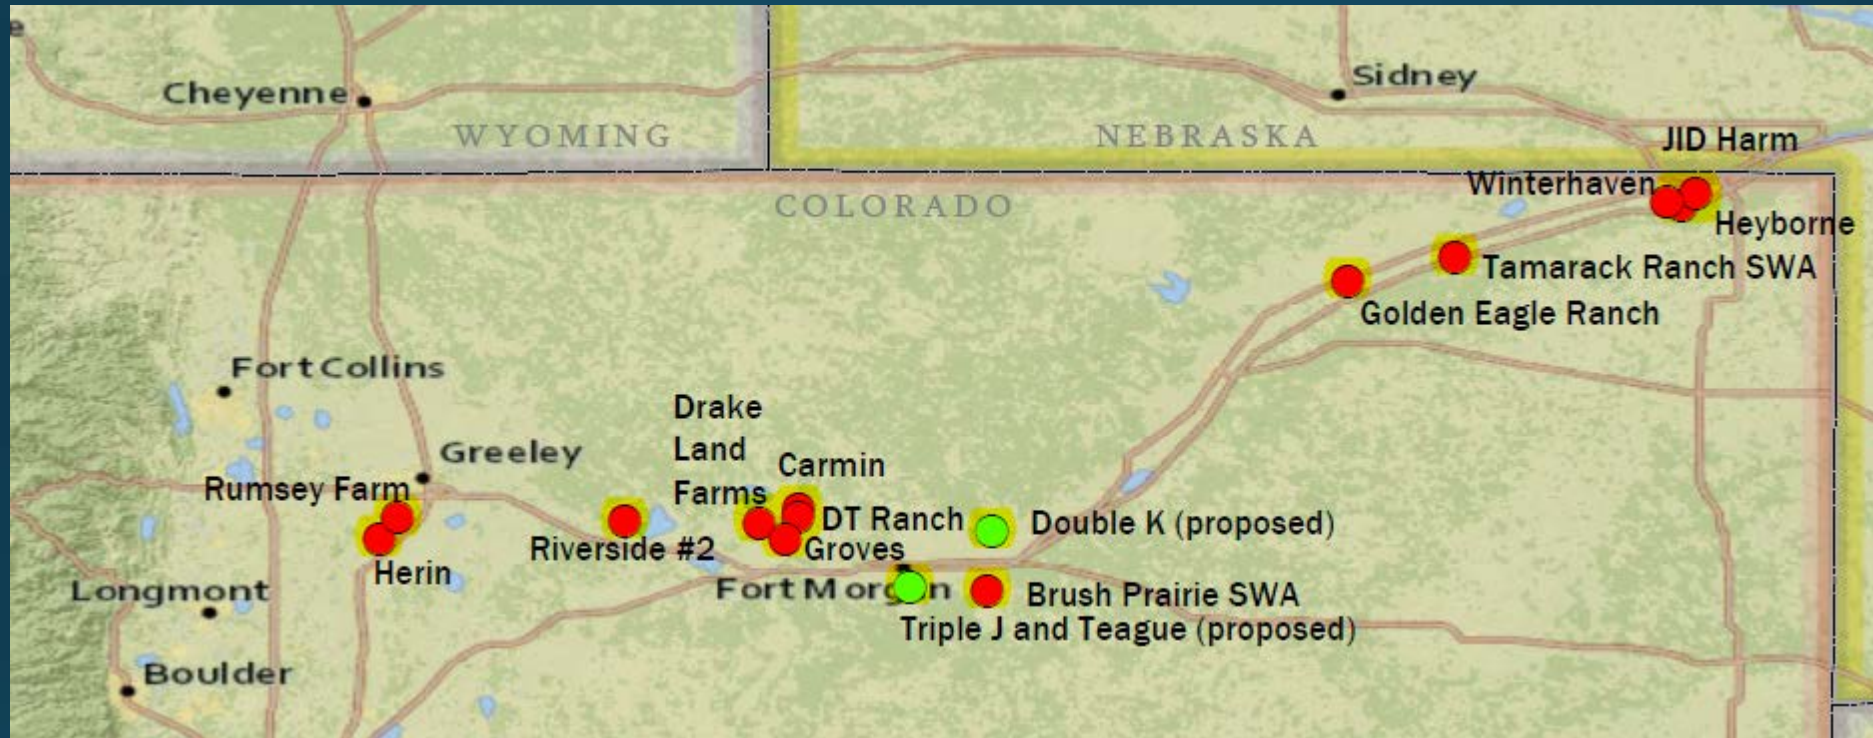 e
Cheyenne
Sidney
WYOMING
NEBRASKA
JID Harm
Winterhaven
COLORADO
Heyborne
Tamarack Ranch SWA
Golden Eagle Ranch
Fort Collins
Drake
Land
Farms
Carmin
Greeley
Rumsey Farm
DT Ranch
Double K (proposed)
Riverside #2
Groves
Herin
Longmont
Fort Morgan
Brush Prairie SWA
Triple J and Teague (proposed)
Boulder